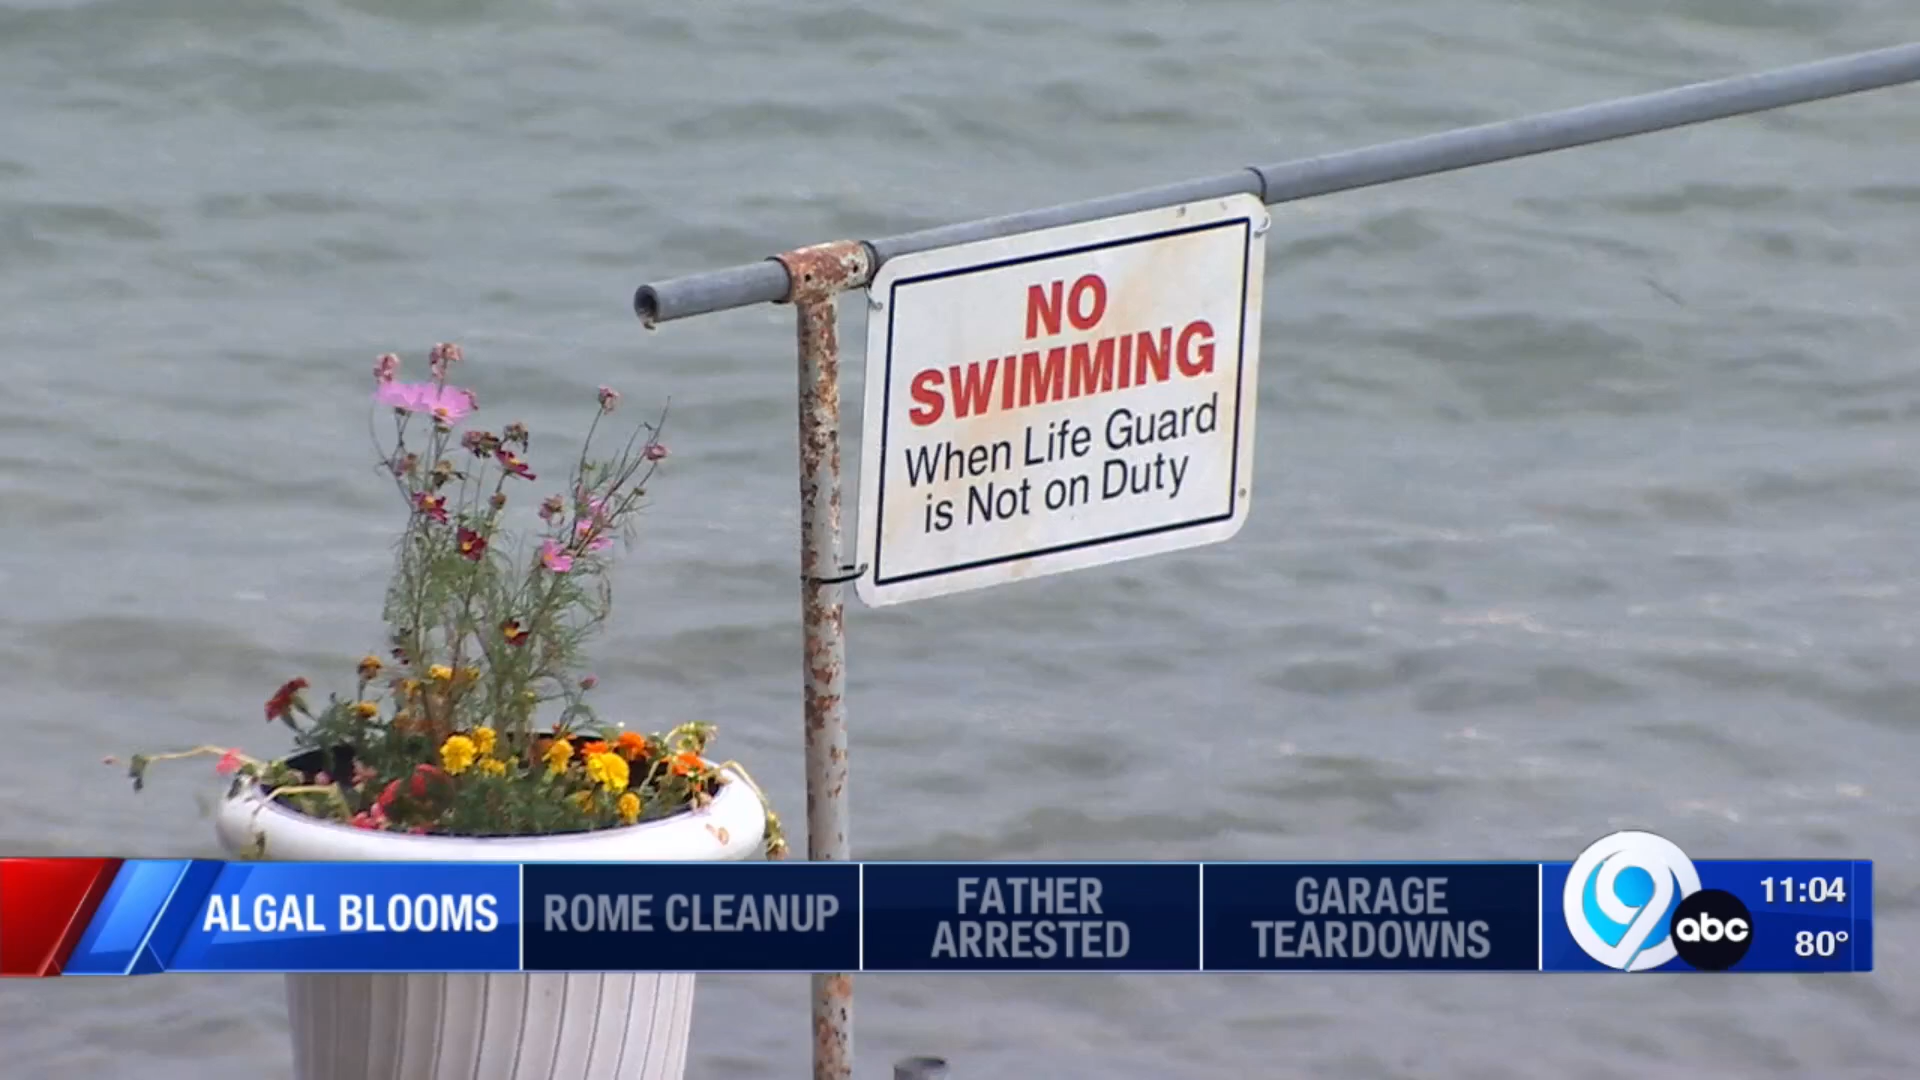 NO
SWIMMING
When Life Guard
is Not on Duty
ALGAL BLOOMS
ROME CLEANUP
FATHER
ARRESTED
GARAGE
TEARDOWNS
9
abc
11:04
80°